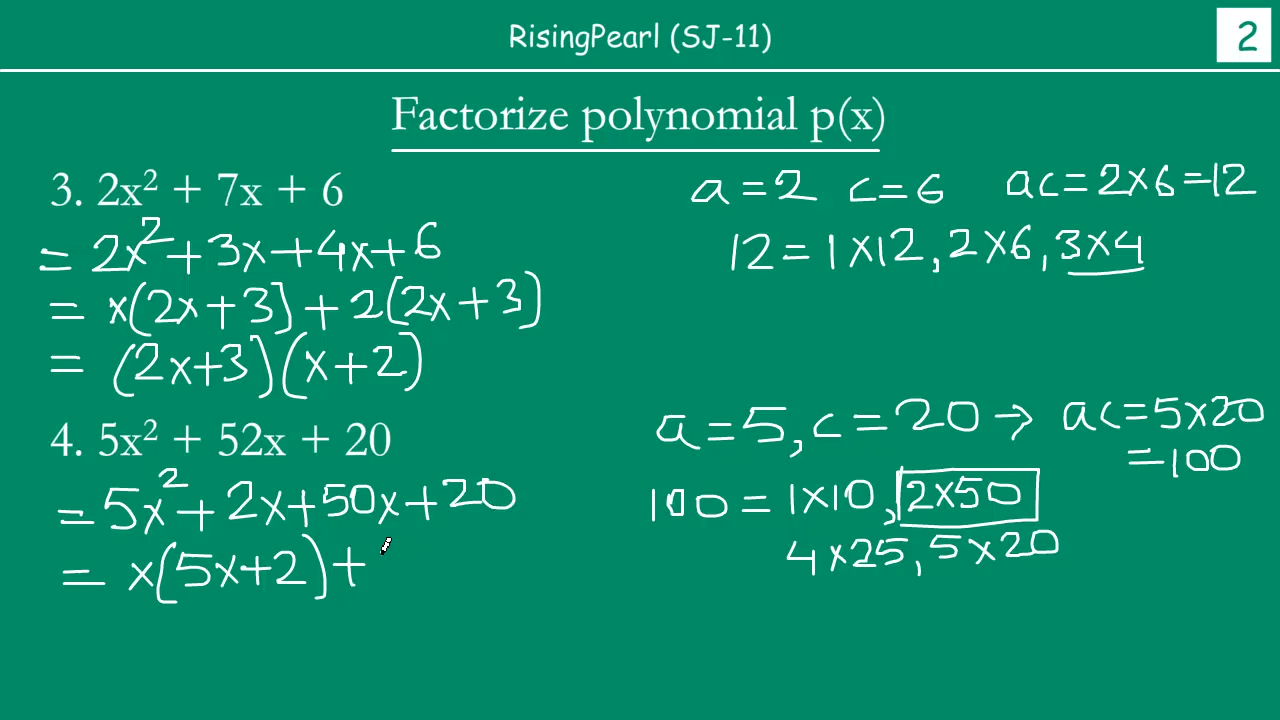 RisingPearl (SJ-11)
2
Factorize polynomial p(x)
3. 2x² + 7x + 6
= 2x² + 3x + 4x + 6
= x(2x + 3) + 2(2x + 3)
= (2x+3)(x+2)
a = 2 c = 6 ac = 2×6 = 12
12 = 1×12, 2×6, 3×4
4. 5x² + 52x + 20
= 5x² + 2x + 50x + 20
= x(5x+2) +
a = 5, c = 20 → ac = 5×20
= 100
100 = 1×10, 2×50
4×25, 5×20